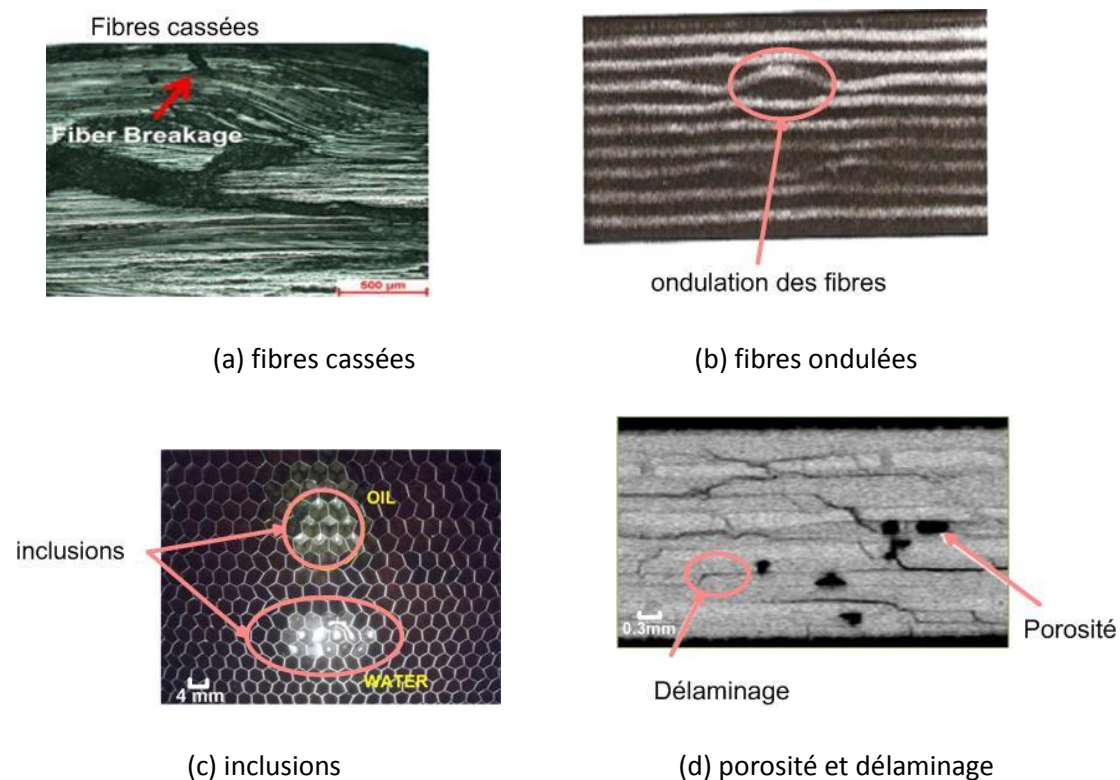 Fibres cassées
Fiber Breakage
500 µm
ondulation des fibres
(a) fibres cassées
(b) fibres ondulées
OIL
inclusions
WATER
4 mm
0.3mm
Porosité
Délaminage
(c) inclusions
(d) porosité et délaminage